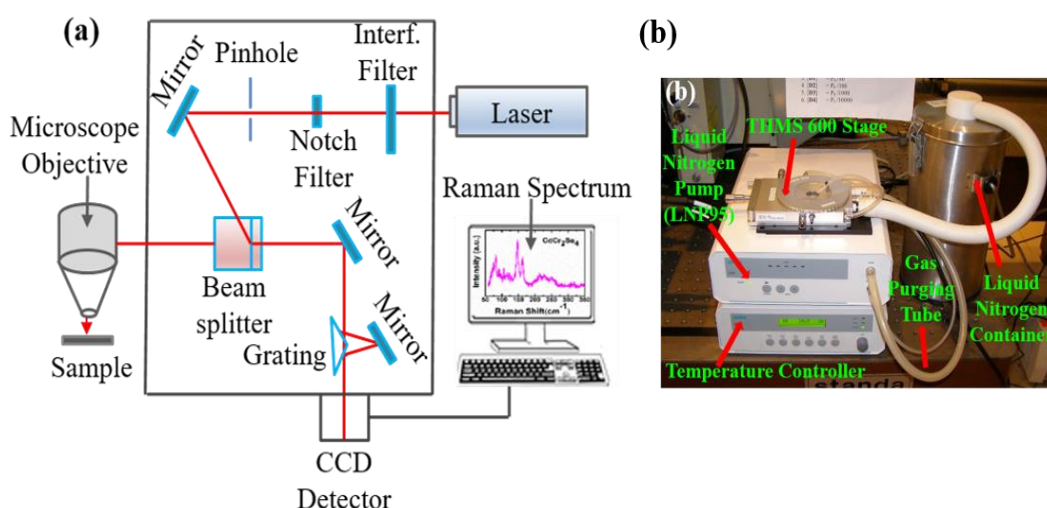 (a)
Mirror
Pinhole
Interf.
Filter
Laser
Microscope
Objective
Notch
Filter
Raman Spectrum
Mirror
Intensity (a.u.)
CdCr2Se4
Raman Shift(cm-1)
Beam
splitter
Grating
Mirror
Sample
CCD
Detector
(b)
(b)
Liquid
Nitrogen
Pump
(LNP95)
THMS 600 Stage
Gas
Purging
Tube
Liquid
Nitrogen
Container
Temperature Controller
standa